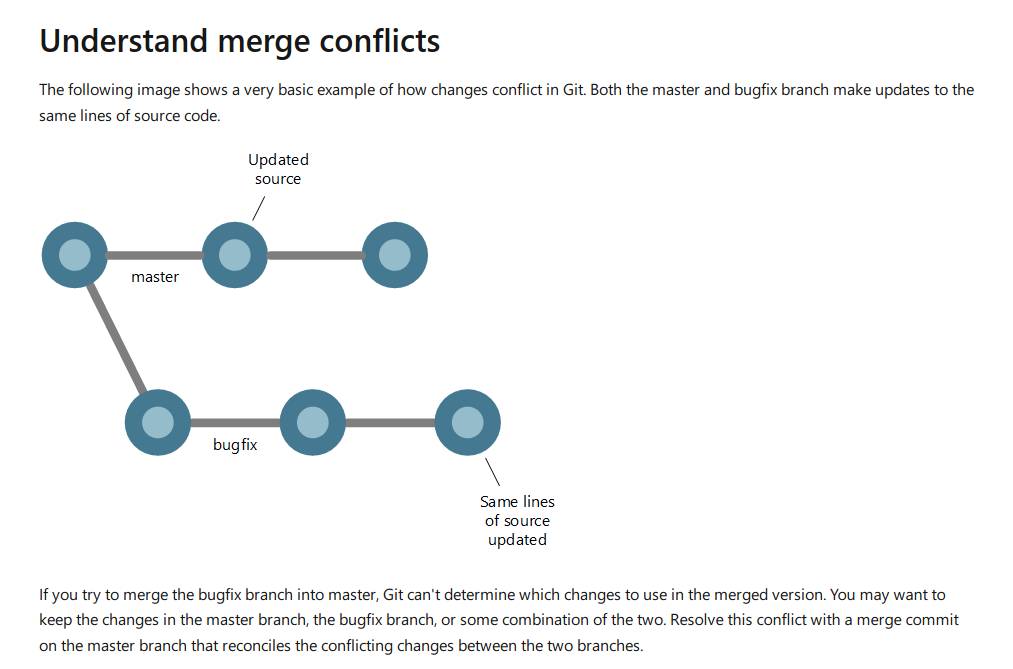 Understand merge conflicts
The following image shows a very basic example of how changes conflict in Git. Both the master and bugfix branch make updates to the
same lines of source code.
Updated
source
master
bugfix
Same lines
of source
updated
If you try to merge the bugfix branch into master, Git can't determine which changes to use in the merged version. You may want to
keep the changes in the master branch, the bugfix branch, or some combination of the two. Resolve this conflict with a merge commit
on the master branch that reconciles the conflicting changes between the two branches.